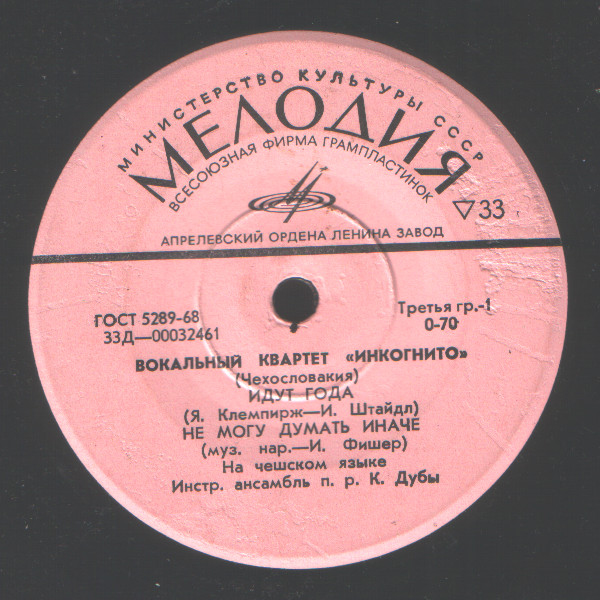 МИНИСТЕРСТВО КУЛЬТУРЫ СССР
МЕЛОДИЯ
ВСЕСОЮЗНАЯ ФИРМА ГРАМПЛАСТИНОК
▽33
АПРЕЛЕВСКИЙ ОРДЕНА ЛЕНИНА ЗАВОД
ГОСТ 5289-68
Третья гр.-1
33Д—00032461
0-70
ВОКАЛЬНЫЙ КВАРТЕТ «ИНКОГНИТО»
(Чехословакия)
ИДУТ ГОДА
(Я. Клемпирж—И. Штайдл)
НЕ МОГУ ДУМАТЬ ИНАЧЕ
(муз. нар.—И. Фишер)
На чешском языке
Инстр. ансамбль п. р. К. Дубы